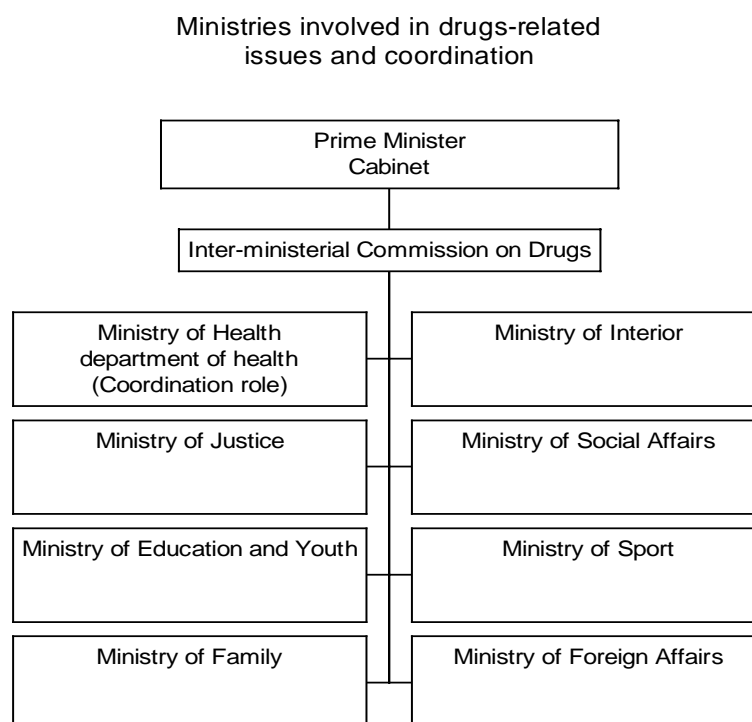 Ministries involved in drugs-related
issues and coordination
Prime Minister
Cabinet
Inter-ministerial Commission on Drugs
Ministry of Health
department of health
(Coordination role)
Ministry of Interior
Ministry of Justice
Ministry of Social Affairs
Ministry of Education and Youth
Ministry of Sport
Ministry of Family
Ministry of Foreign Affairs